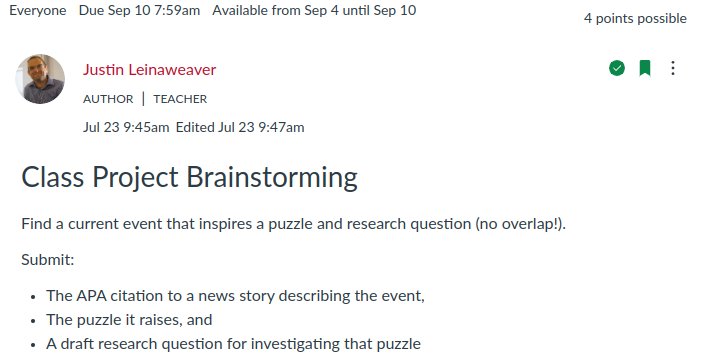 Everyone Due Sep 10 7:59am Available from Sep 4 until Sep 10
4 points possible
Justin Leinaweaver
AUTHOR | TEACHER
Jul 23 9:45am Edited Jul 23 9:47am
Class Project Brainstorming
Find a current event that inspires a puzzle and research question (no overlap!).
Submit:
• The APA citation to a news story describing the event,
• The puzzle it raises, and
• A draft research question for investigating that puzzle